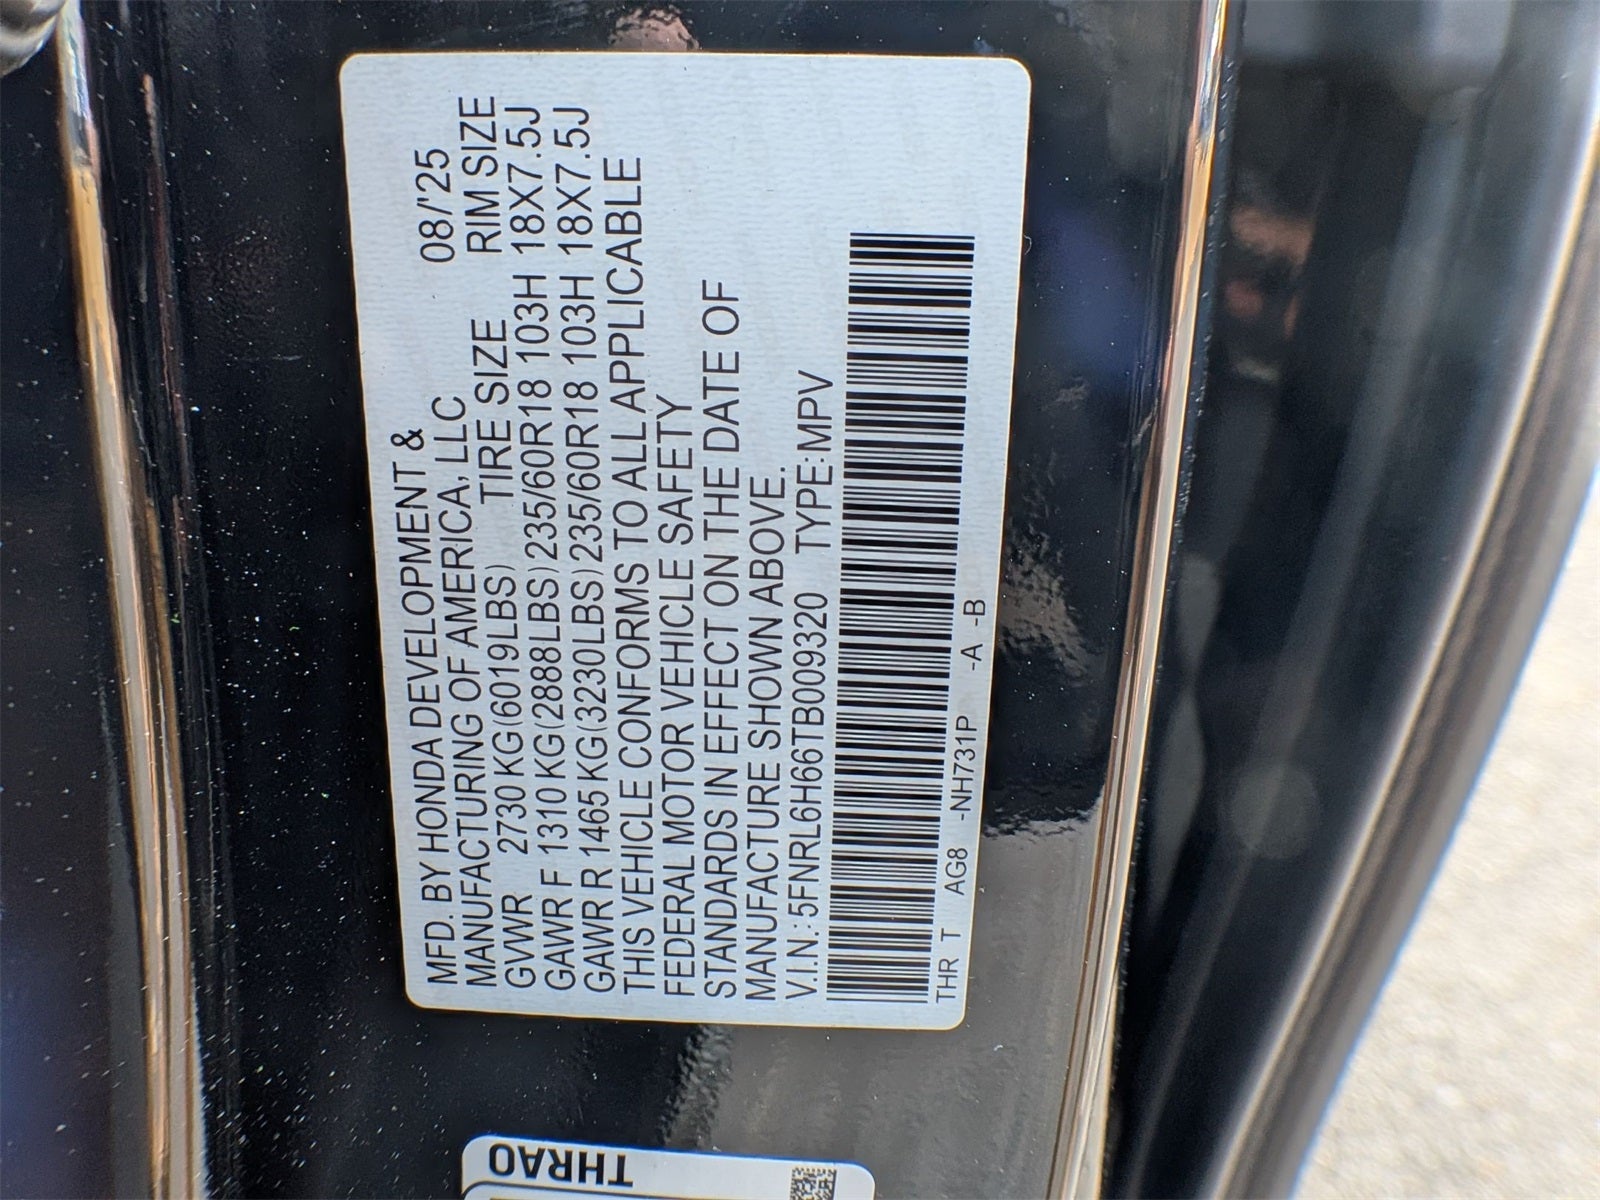 MFD. BY HONDA DEVELOPMENT &
MANUFACTURING OF AMERICA, LLC 08/'25
GVWR 2730 KG(6019LBS) TIRE SIZE RIM SIZE
GAWR F 1310 KG(2888LBS) 235/60R18 103H 18X7.5J
GAWR R 1465 KG(3230LBS) 235/60R18 103H 18X7.5J
THIS VEHICLE CONFORMS TO ALL APPLICABLE
FEDERAL MOTOR VEHICLE SAFETY
STANDARDS IN EFFECT ON THE DATE OF
MANUFACTURE SHOWN ABOVE.
V.I.N.:5FNRL6H66TB009320 TYPE:MPV
THR T AG8 -NH731P -A -B
THRAO